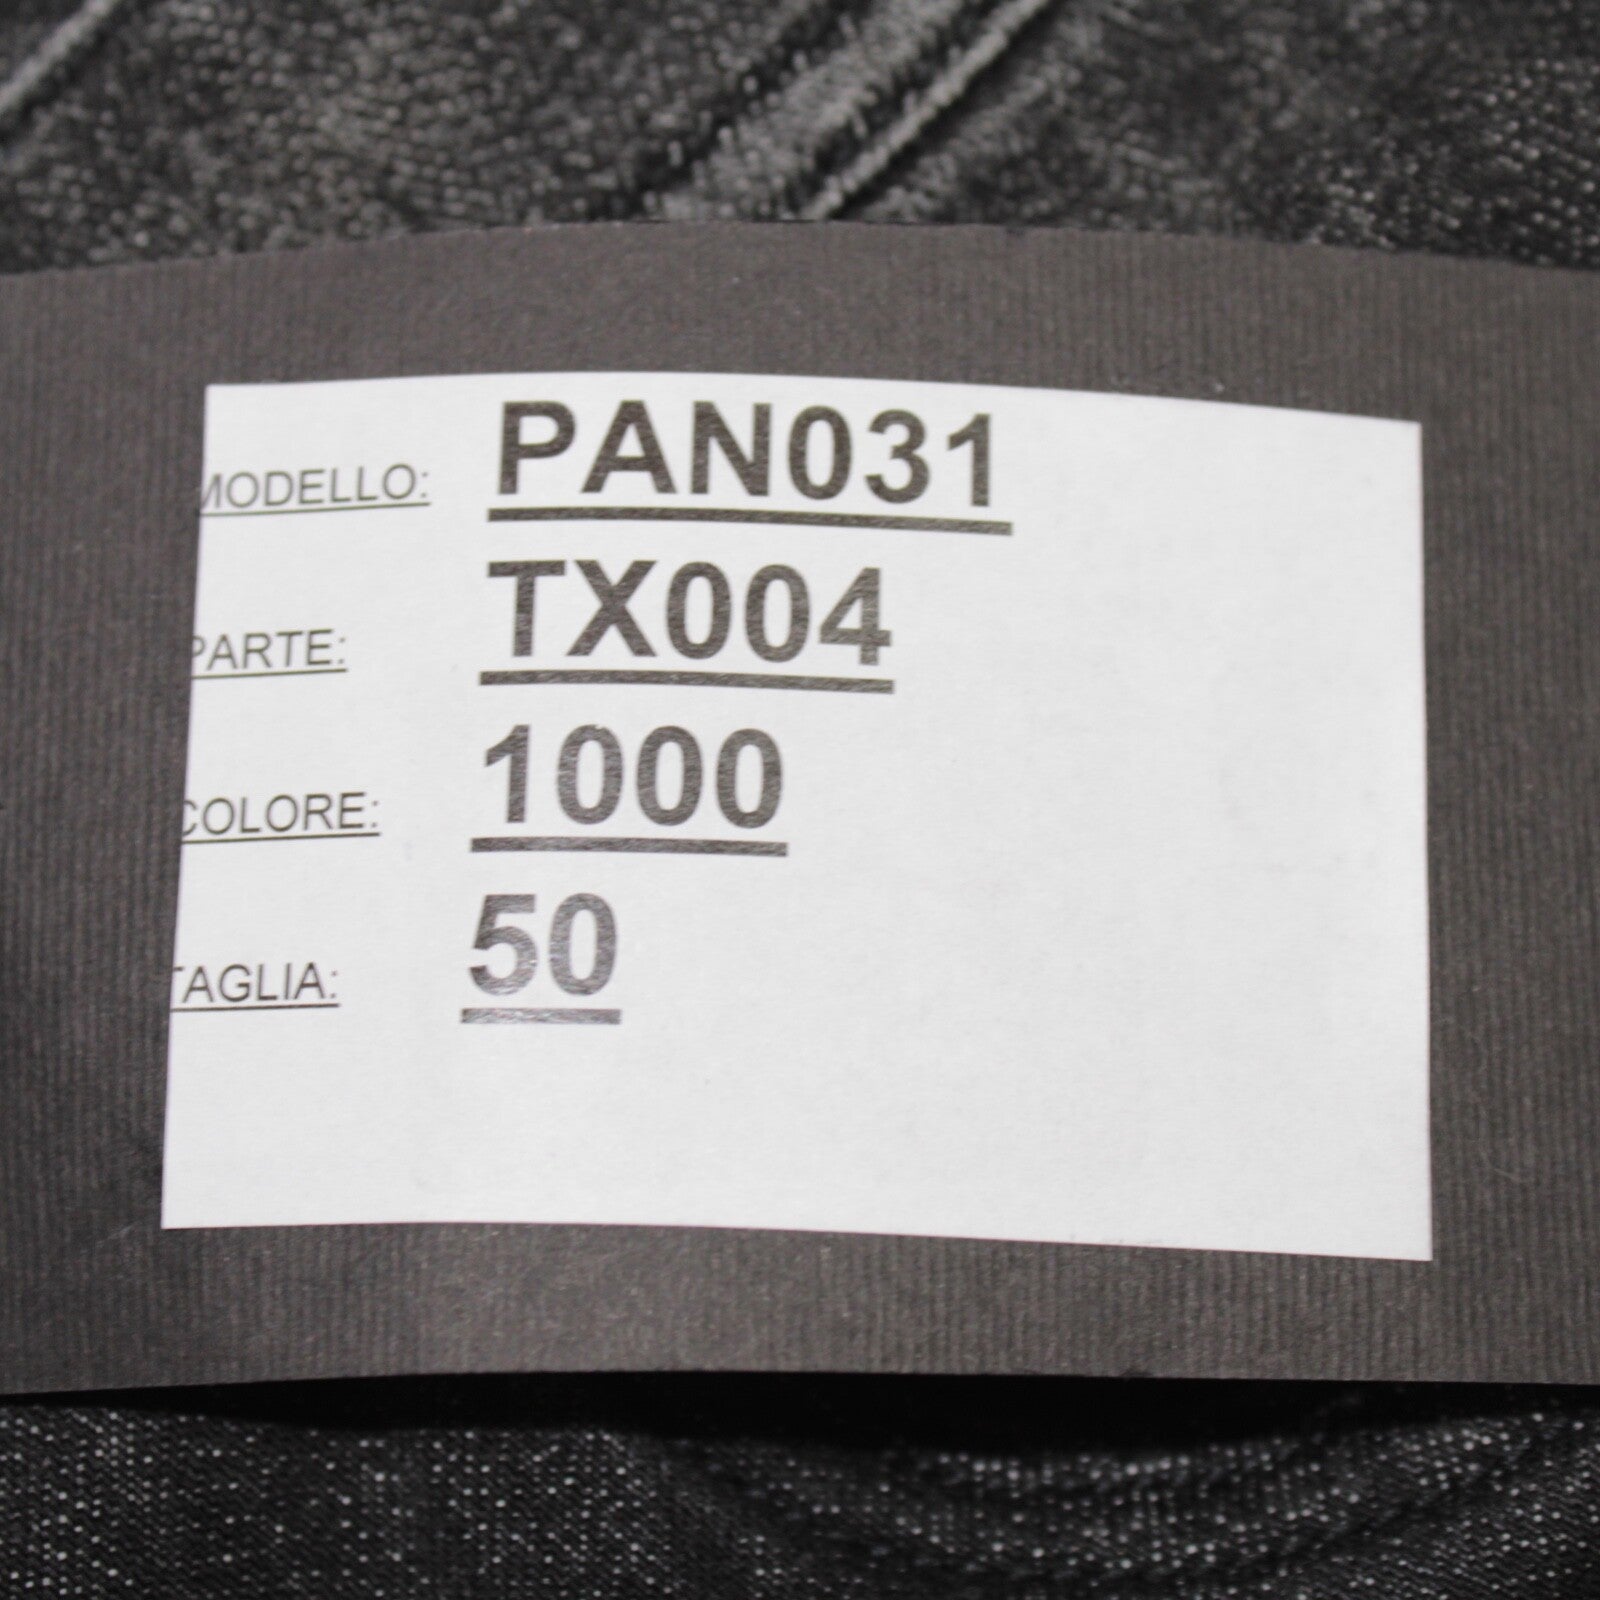 MODELLO: PAN031
PARTE: TX004
COLORE: 1000
TAGLIA: 50